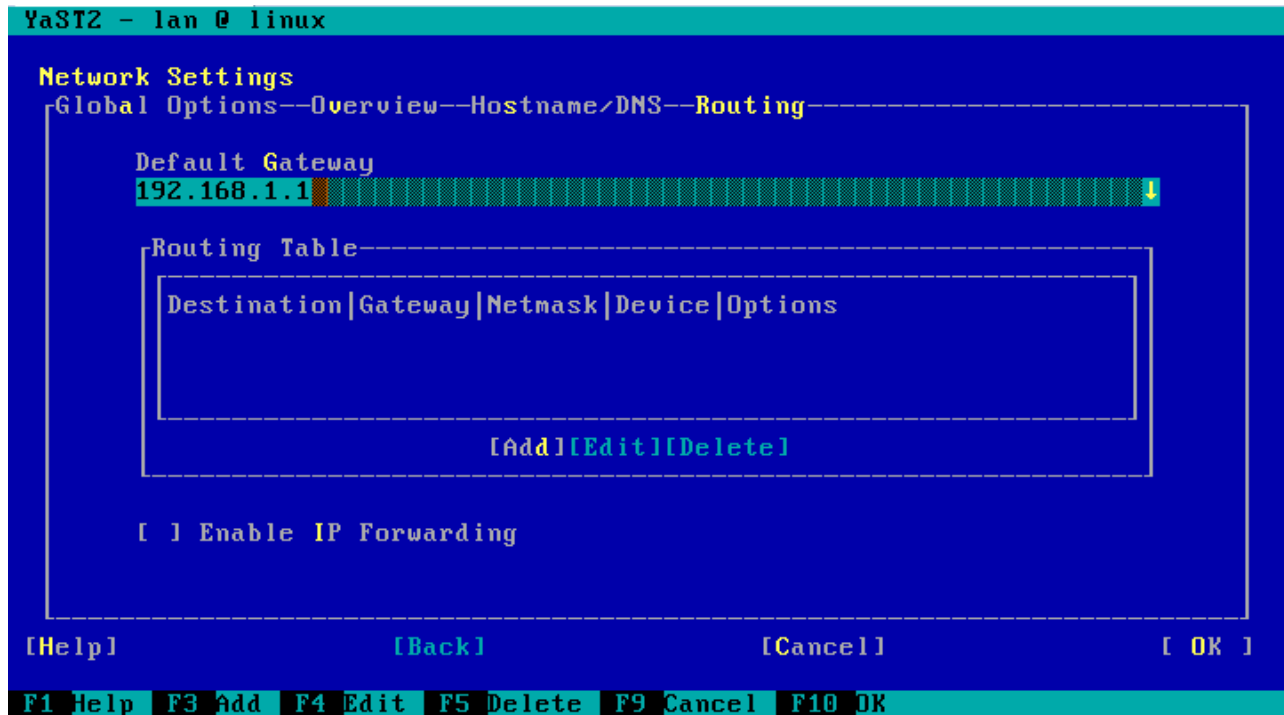 YaST2 - lan @ linux
Network Settings
Global Options--Overview--Hostname/DNS--Routing
Default Gateway
192.168.1.1
Routing Table
Destination|Gateway|Netmask|Device|Options
[Add][Edit][Delete]
[ ] Enable IP Forwarding
[Help] [Back] [Cancel] [ OK ]
F1 Help F3 Add F4 Edit F5 Delete F9 Cancel F10 OK